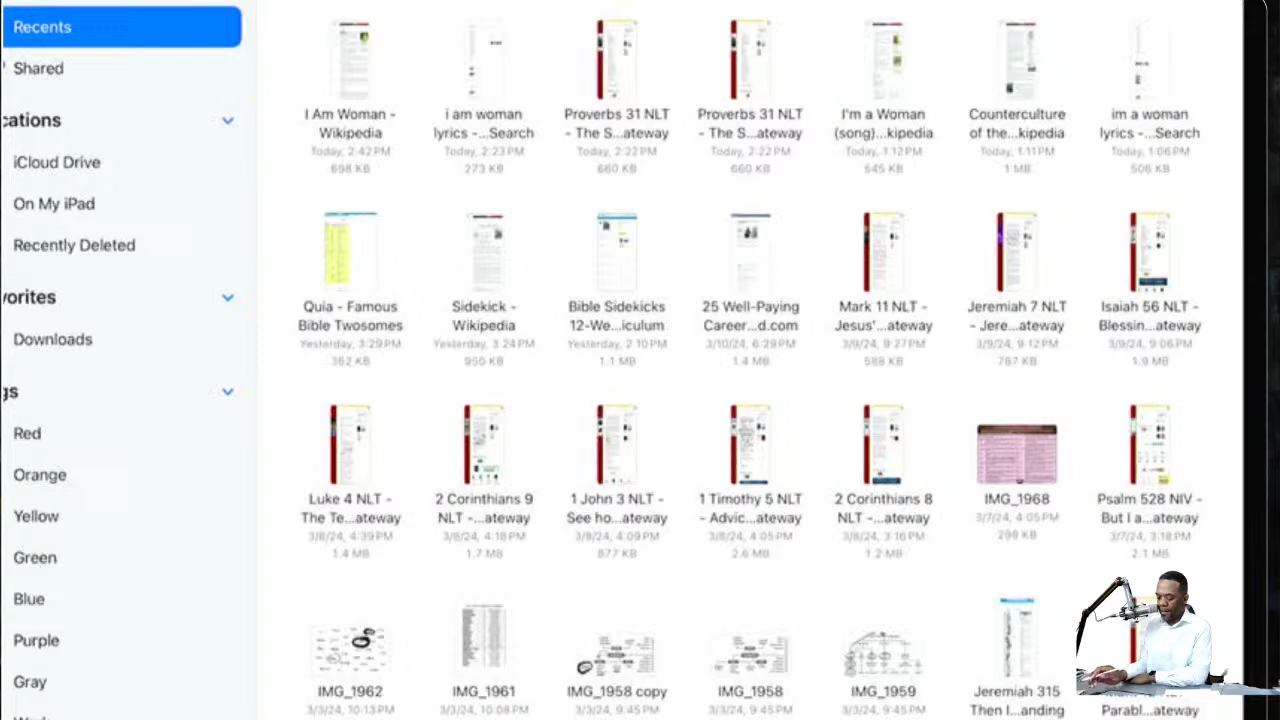 Recents
Shared
cations
iCloud Drive
On My iPad
Recently Deleted
vorites
Downloads
gs
Red
Orange
Yellow
Green
Blue
Purple
Gray
I Am Woman -
Wikipedia
Today, 2:42 PM
698 KB
i am woman
lyrics -...Search
Today, 2:23 PM
273 KB
Proverbs 31 NLT
- The S...ateway
Today, 2:22 PM
660 KB
Proverbs 31 NLT
- The S...ateway
Today, 2:22 PM
660 KB
I'm a Woman
(song)...kipedia
Today, 1:12 PM
545 KB
Counterculture
of the...kipedia
Today, 1:11 PM
1 MB
im a woman
lyrics -...Search
Today, 1:06 PM
506 KB
Quia - Famous
Bible Twosomes
Yesterday, 3:29 PM
362 KB
Sidekick -
Wikipedia
Yesterday, 3:24 PM
950 KB
Bible Sidekicks
12-We...iculum
Yesterday, 2:10 PM
1.1 MB
25 Well-Paying
Career...d.com
3/10/24, 6:29 PM
1.4 MB
Mark 11 NLT -
Jesus'...ateway
3/9/24, 9:27 PM
588 KB
Jeremiah 7 NLT
- Jere...ateway
3/9/24, 9:12 PM
767 KB
Isaiah 56 NLT -
Blessin...ateway
3/9/24, 9:06 PM
1.9 MB
Luke 4 NLT -
The Te...ateway
3/8/24, 4:39 PM
1.4 MB
2 Corinthians 9
NLT -...ateway
3/8/24, 4:18 PM
1.7 MB
1 John 3 NLT -
See ho...ateway
3/8/24, 4:09 PM
877 KB
1 Timothy 5 NLT
- Advic...ateway
3/8/24, 4:05 PM
2.6 MB
2 Corinthians 8
NLT -...ateway
3/8/24, 3:16 PM
1.2 MB
IMG_1968
3/7/24, 4:05 PM
298 KB
Psalm 528 NIV -
But I a...ateway
3/7/24, 3:18 PM
2.1 MB
IMG_1962
3/3/24, 10:13 PM
IMG_1961
3/3/24, 10:08 PM
IMG_1958 copy
3/3/24, 9:45 PM
IMG_1958
3/3/24, 9:45 PM
IMG_1959
3/3/24, 9:45 PM
Jeremiah 315
Then I...anding
Parabl...ateway